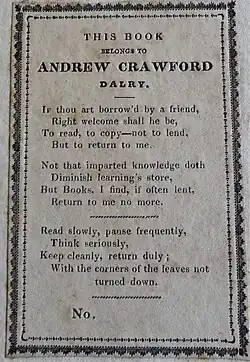 THIS BOOK
BELONGS TO
ANDREW CRAWFORD
DALRY.
IF thou art borrow'd by a friend,
Right welcome shall he be,
To read, to copy—not to lend,
But to return to me.
Not that imparted knowledge doth
Diminish learning's store,
But Books, I find, if often lent,
Return to me no more.
Read slowly, pause frequently,
Think seriously,
Keep cleanly, return duly;
With the corners of the leaves not
turned down.
No.